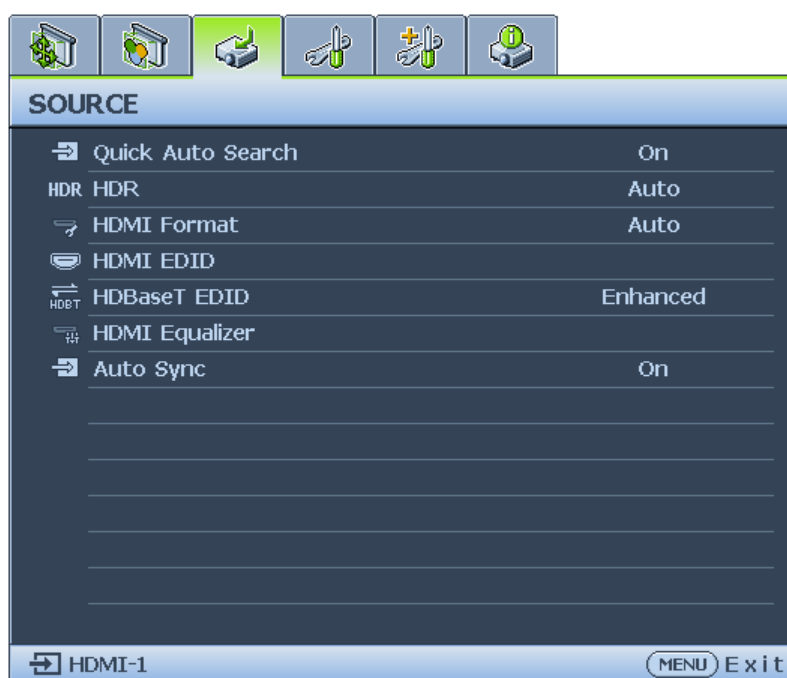 SOURCE
Quick Auto Search On
HDR HDR Auto
HDMI Format Auto
HDMI EDID
HDBT HDBaseT EDID Enhanced
HDMI Equalizer
Auto Sync On
HDMI-1 MENU Exit